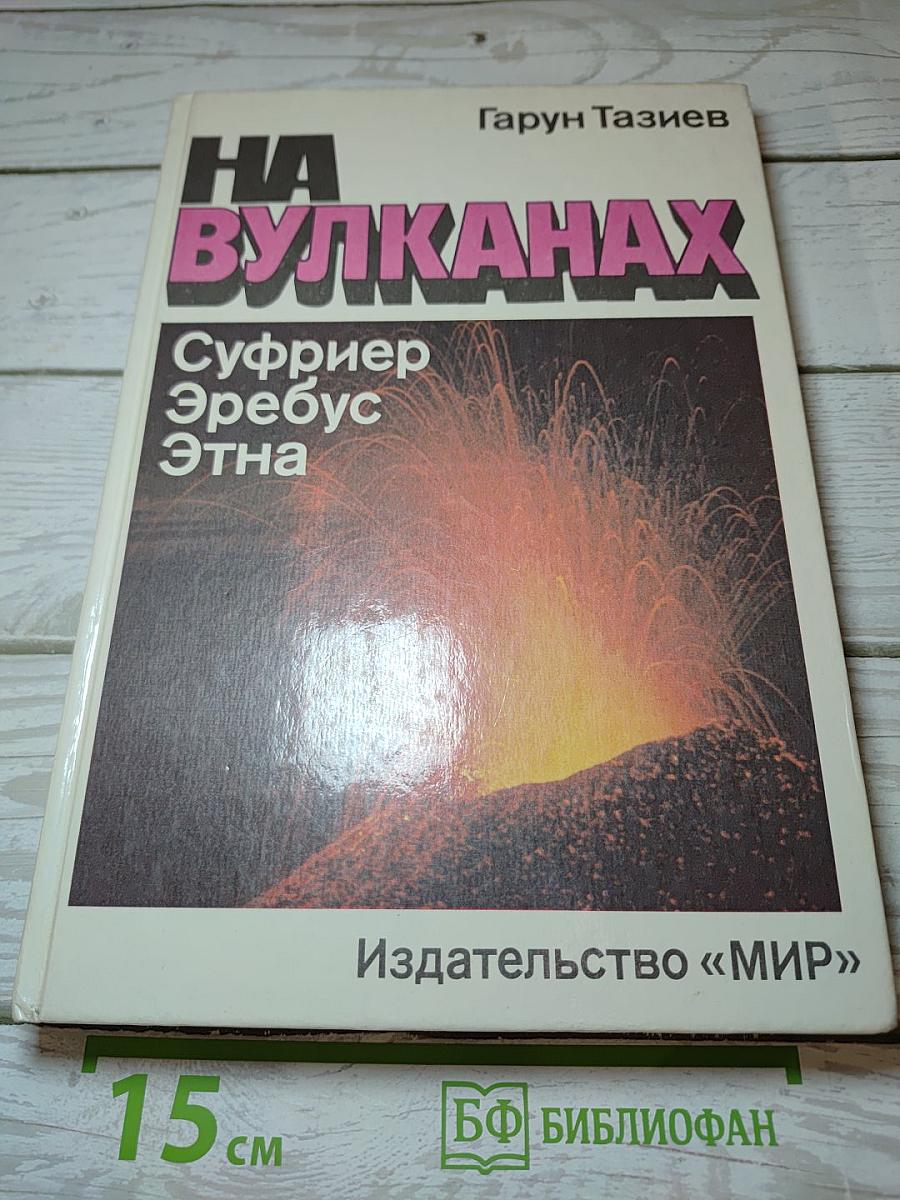 Гарун Тазиев
НА
ВУЛКАНАХ
Суфриер
Эребус
Этна
Издательство «МИР»
15 см
БФ БИБЛИОФАН